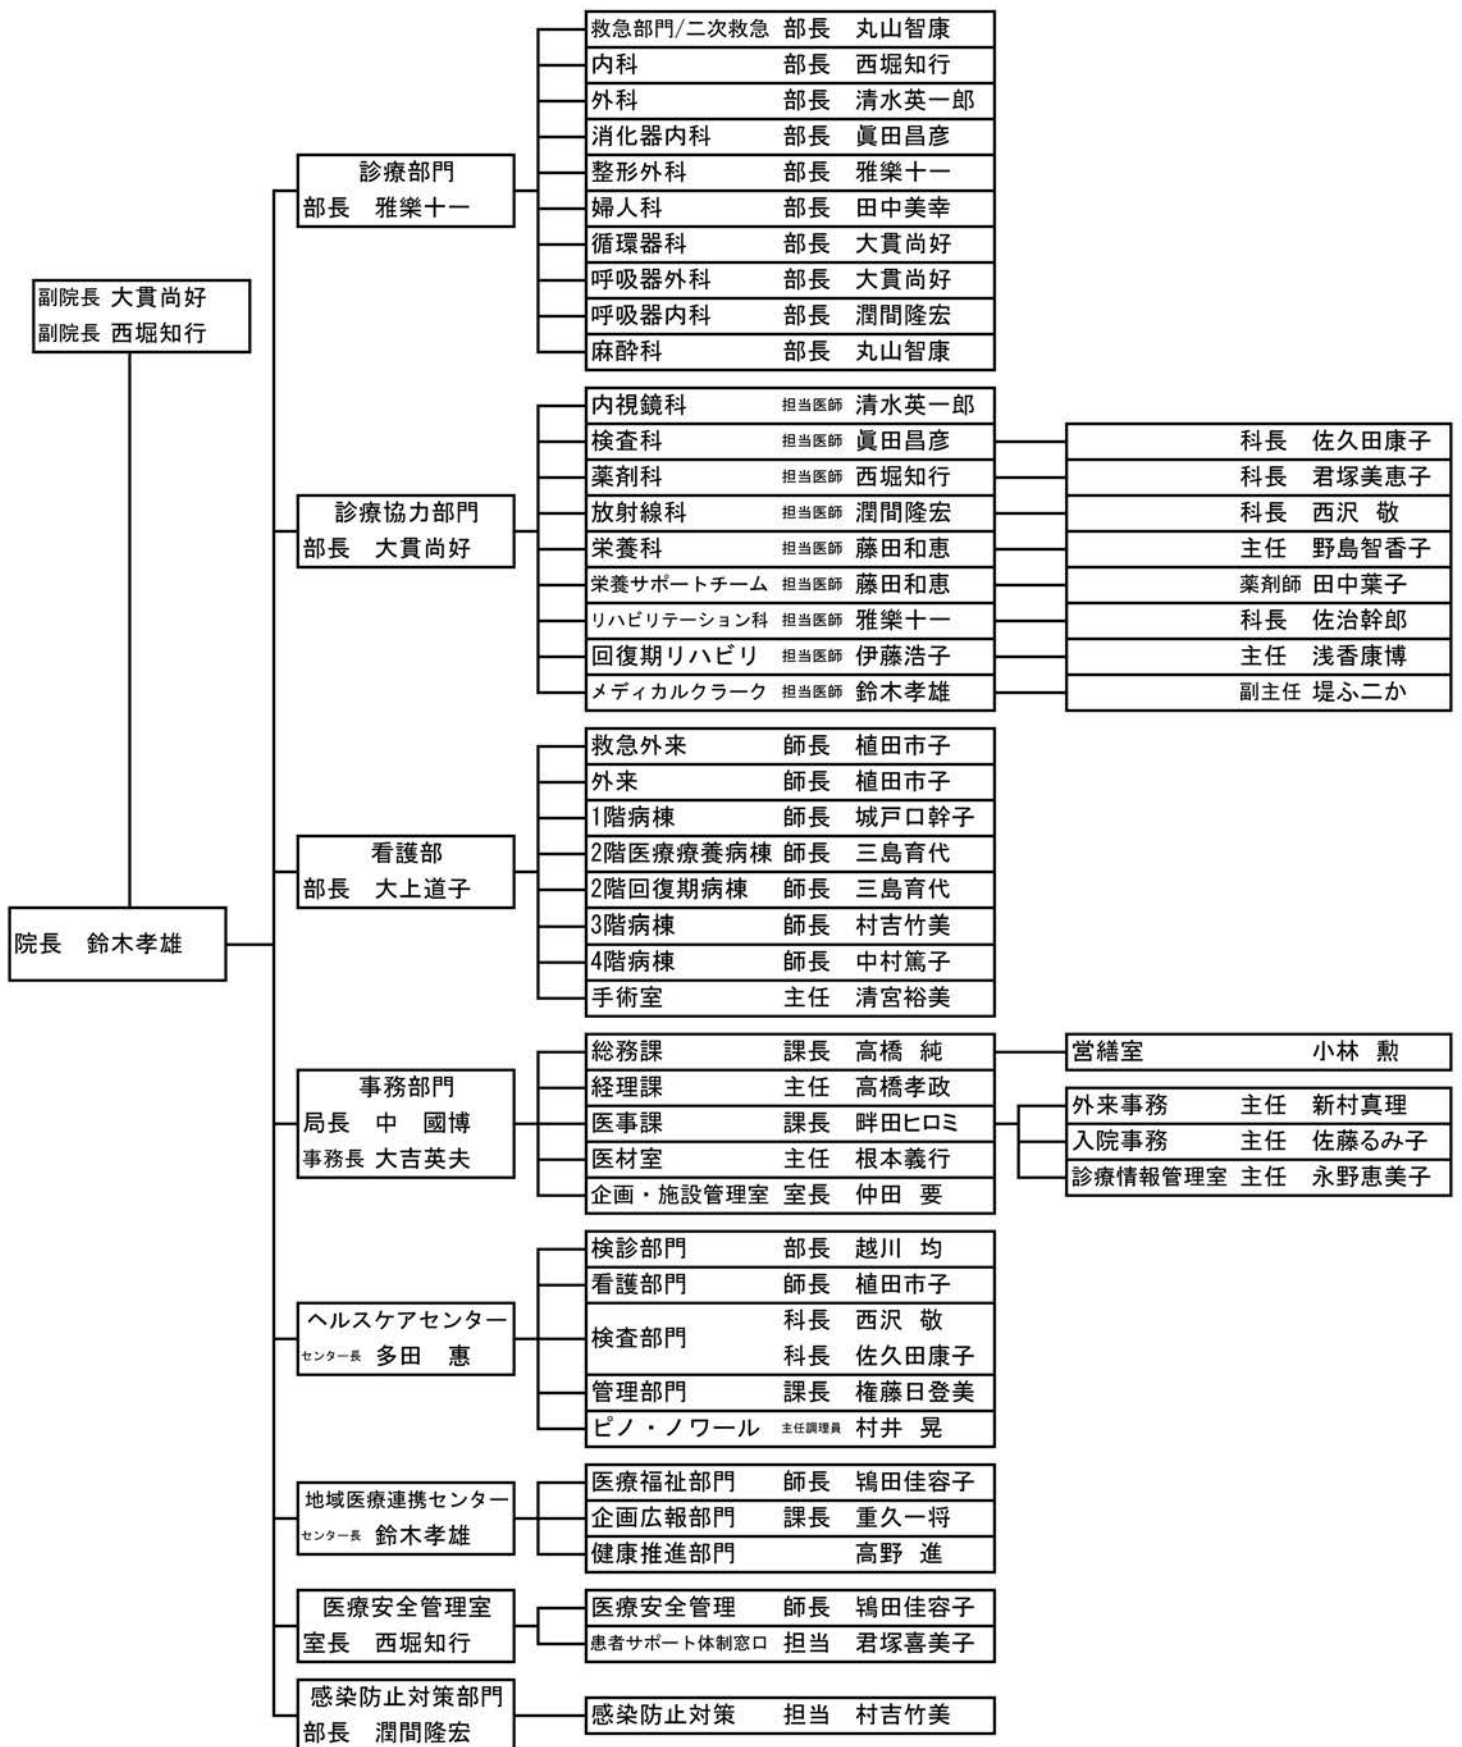 副院長 大貫尚好
副院長 西堀知行
院長 鈴木孝雄
診療部門
部長 雅樂十一
救急部門/二次救急 部長 丸山智康
内科 部長 西堀知行
外科 部長 清水英一郎
消化器内科 部長 眞田昌彦
整形外科 部長 雅樂十一
婦人科 部長 田中美幸
循環器科 部長 大貫尚好
呼吸器外科 部長 大貫尚好
呼吸器内科 部長 潤間隆宏
麻酔科 部長 丸山智康
診療協力部門
部長 大貫尚好
内視鏡科 担当医師 清水英一郎
検査科 担当医師 眞田昌彦 科長 佐久田康子
薬剤科 担当医師 西堀知行 科長 君塚美恵子
放射線科 担当医師 潤間隆宏 科長 西沢 敬
栄養科 担当医師 藤田和恵 主任 野島智香子
栄養サポートチーム 担当医師 藤田和恵 薬剤師 田中葉子
リハビリテーション科 担当医師 雅樂十一 科長 佐治幹郎
回復期リハビリ 担当医師 伊藤浩子 主任 浅香康博
メディカルクラーク 担当医師 鈴木孝雄 副主任 堤ふ二か
看護部
部長 大上道子
救急外来 師長 植田市子
外来 師長 植田市子
1階病棟 師長 城戸口幹子
2階医療療養病棟 師長 三島育代
2階回復期病棟 師長 三島育代
3階病棟 師長 村吉竹美
4階病棟 師長 中村篤子
手術室 主任 清宮裕美
事務部門
局長 中 國博
事務長 大吉英夫
総務課 課長 高橋 純
経理課 主任 高橋孝政
医事課 課長 畔田ヒロミ
医材室 主任 根本義行
企画・施設管理室 室長 仲田 要
営繕室 小林 勲
外来事務 主任 新村真理
入院事務 主任 佐藤るみ子
診療情報管理室 主任 永野恵美子
ヘルスケアセンター
センター長 多田 惠
検診部門 部長 越川 均
看護部門 師長 植田市子
検査部門 科長 西沢 敬
科長 佐久田康子
管理部門 課長 権藤日登美
ピノ・ノワール 主任調理員 村井 晃
地域医療連携センター
センター長 鈴木孝雄
医療福祉部門 師長 鴇田佳容子
企画広報部門 課長 重久一将
健康推進部門 高野 進
医療安全管理室
室長 西堀知行
医療安全管理 師長 鴇田佳容子
患者サポート体制窓口 担当 君塚喜美子
感染防止対策部門
部長 潤間隆宏
感染防止対策 担当 村吉竹美